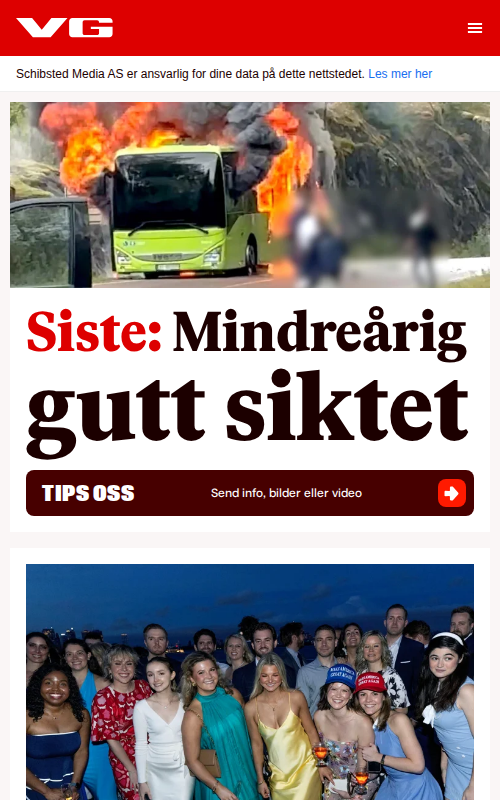 VG
Schibsted Media AS er ansvarlig for dine data på dette nettstedet. Les mer her
Siste: Mindreårig
gutt siktet
TIPS OSS
Send info, bilder eller video